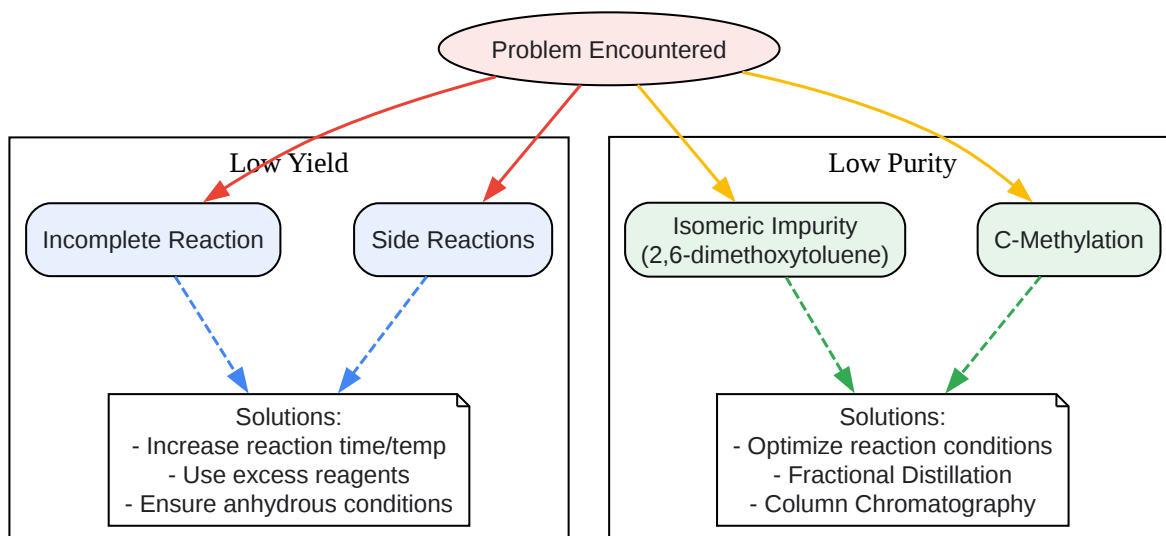 Problem Encountered
Low Yield
Incomplete Reaction
Side Reactions
Solutions:
- Increase reaction time/temp
- Use excess reagents
- Ensure anhydrous conditions
Low Purity
Isomeric Impurity
(2,6-dimethoxytoluene)
C-Methylation
Solutions:
- Optimize reaction conditions
- Fractional Distillation
- Column Chromatography